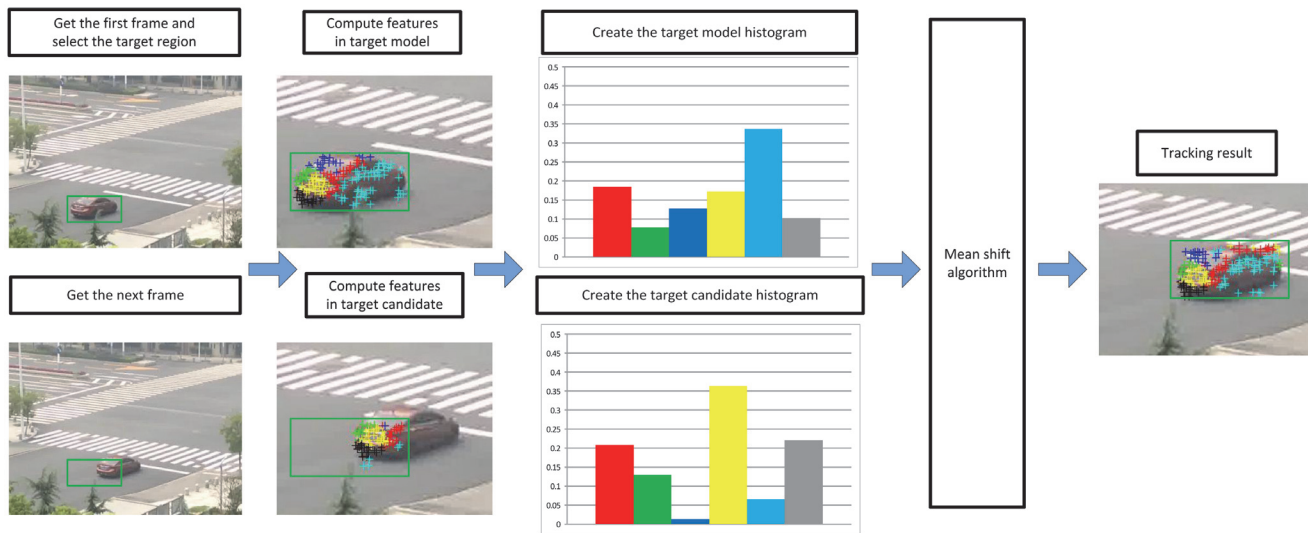 Get the first frame and
select the target region
Compute features
in target model
Create the target model histogram
0.5
0.45
0.4
0.35
0.3
0.25
0.2
0.15
0.1
0.05
0
Get the next frame
Compute features
in target candidate
Create the target candidate histogram
0.5
0.45
0.4
0.35
0.3
0.25
0.2
0.15
0.1
0.05
0
Mean shift
algorithm
Tracking result